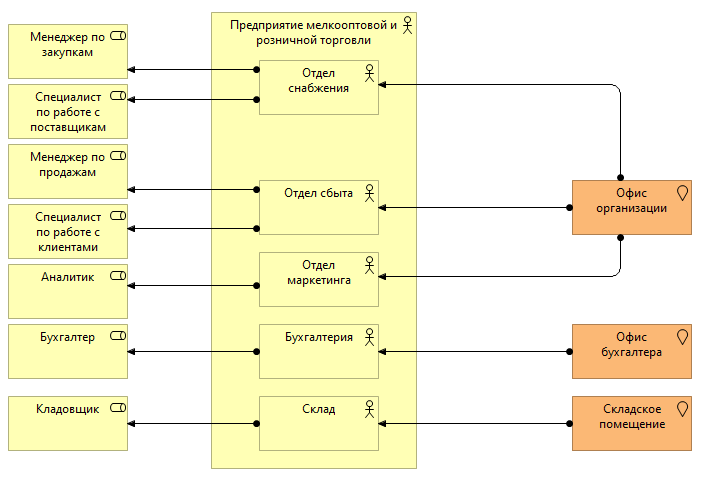 Предприятие мелкооптовой и
розничной торговли
Менеджер по
закупкам
Специалист
по работе с
поставщикам
Менеджер по
продажам
Специалист
по работе с
клиентами
Аналитик
Бухгалтер
Кладовщик
Отдел
снабжения
Отдел сбыта
Отдел
маркетинга
Бухгалтерия
Склад
Офис
организации
Офис
бухгалтера
Складское
помещение